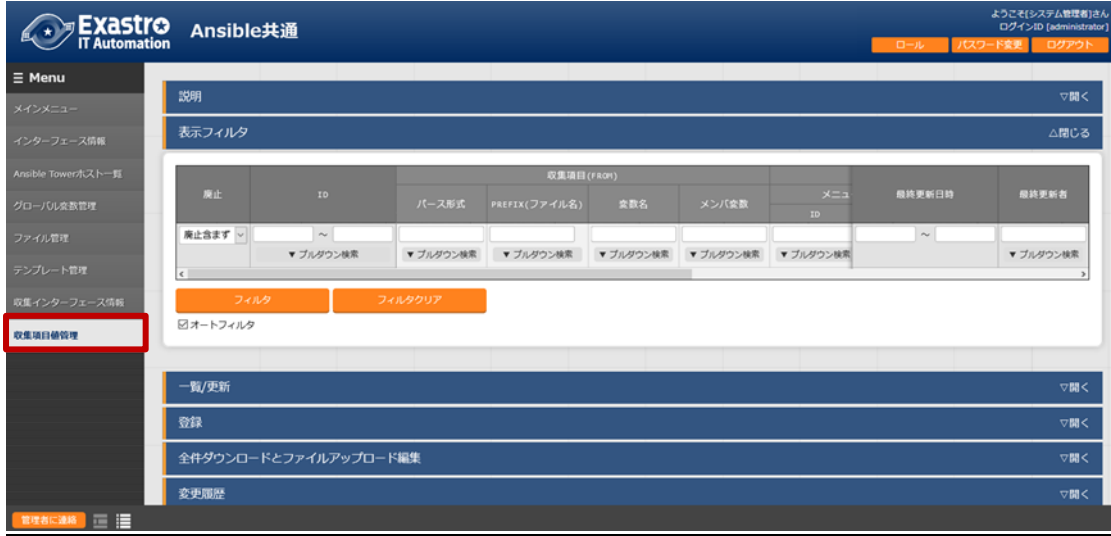 Exastro
IT Automation
Ansible共通
ようこそ[システム管理者]さん
ログインID [administrator]
ロール
パスワード変更
ログアウト
☰ Menu
メインメニュー
インターフェース情報
Ansible Towerホスト一覧
グローバル変数管理
ファイル管理
テンプレート管理
収集インターフェース情報
収集項目値管理
説明
▽開く
表示フィルタ
△閉じる
廃止
ID
収集項目(FROM)
パース形式
PREFIX(ファイル名)
変数名
メンバ変数
メニュ
ID
最終更新日時
最終更新者
廃止含まず
~
~
▼ プルダウン検索
▼ プルダウン検索
▼ プルダウン検索
▼ プルダウン検索
▼ プルダウン検索
▼ プルダウン検索
▼ プルダウン検索
フィルタ
フィルタクリア
☑オートフィルタ
一覧/更新
▽開く
登録
▽開く
全件ダウンロードとファイルアップロード編集
▽開く
変更履歴
▽開く
管理者に連絡